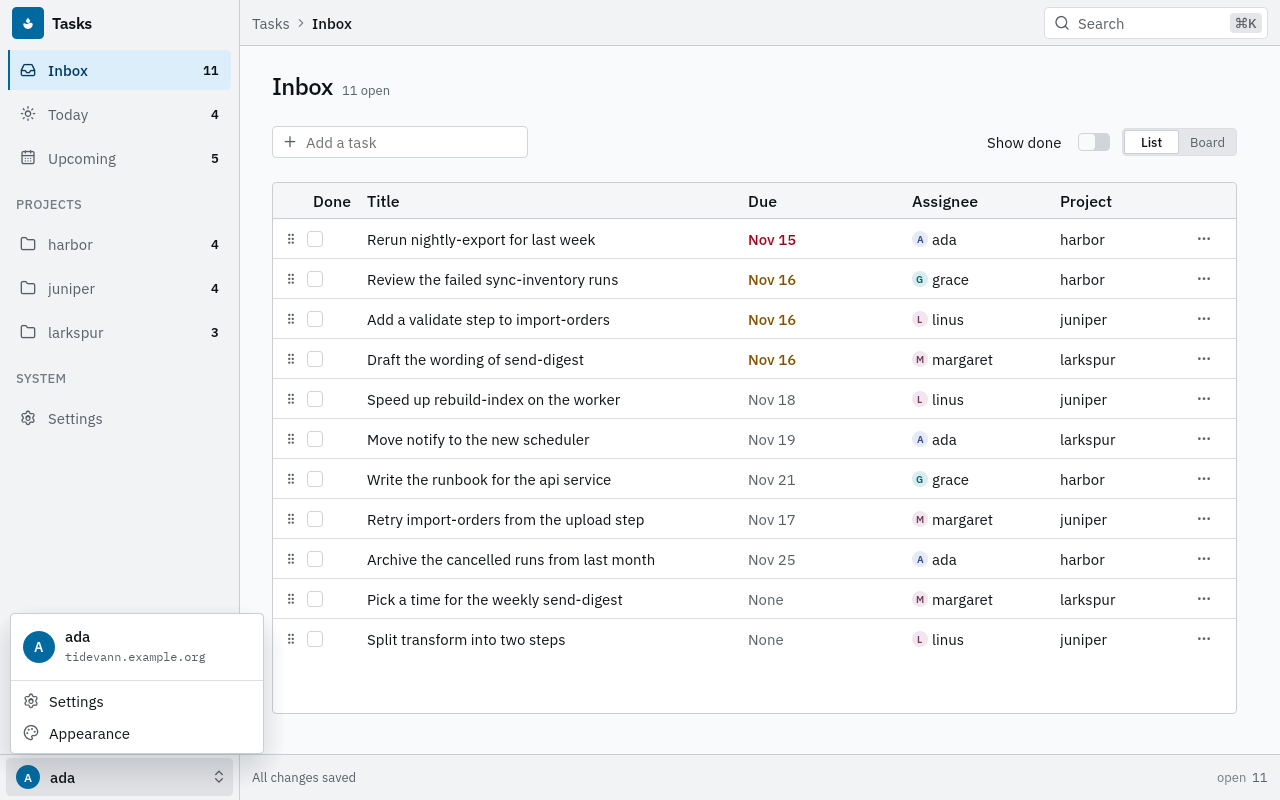 Tasks
Inbox 11
Today 4
Upcoming 5
PROJECTS
harbor 4
juniper 4
larkspur 3
SYSTEM
Settings
A ada
tidevann.example.org
Settings
Appearance
A ada
Tasks > Inbox
Search ⌘K
Inbox 11 open
Add a task
Show done List Board
Done Title Due Assignee Project
Rerun nightly-export for last week Nov 15 A ada harbor
Review the failed sync-inventory runs Nov 16 G grace harbor
Add a validate step to import-orders Nov 16 L linus juniper
Draft the wording of send-digest Nov 16 M margaret larkspur
Speed up rebuild-index on the worker Nov 18 L linus juniper
Move notify to the new scheduler Nov 19 A ada larkspur
Write the runbook for the api service Nov 21 G grace harbor
Retry import-orders from the upload step Nov 17 M margaret juniper
Archive the cancelled runs from last month Nov 25 A ada harbor
Pick a time for the weekly send-digest None M margaret larkspur
Split transform into two steps None L linus juniper
All changes saved open 11